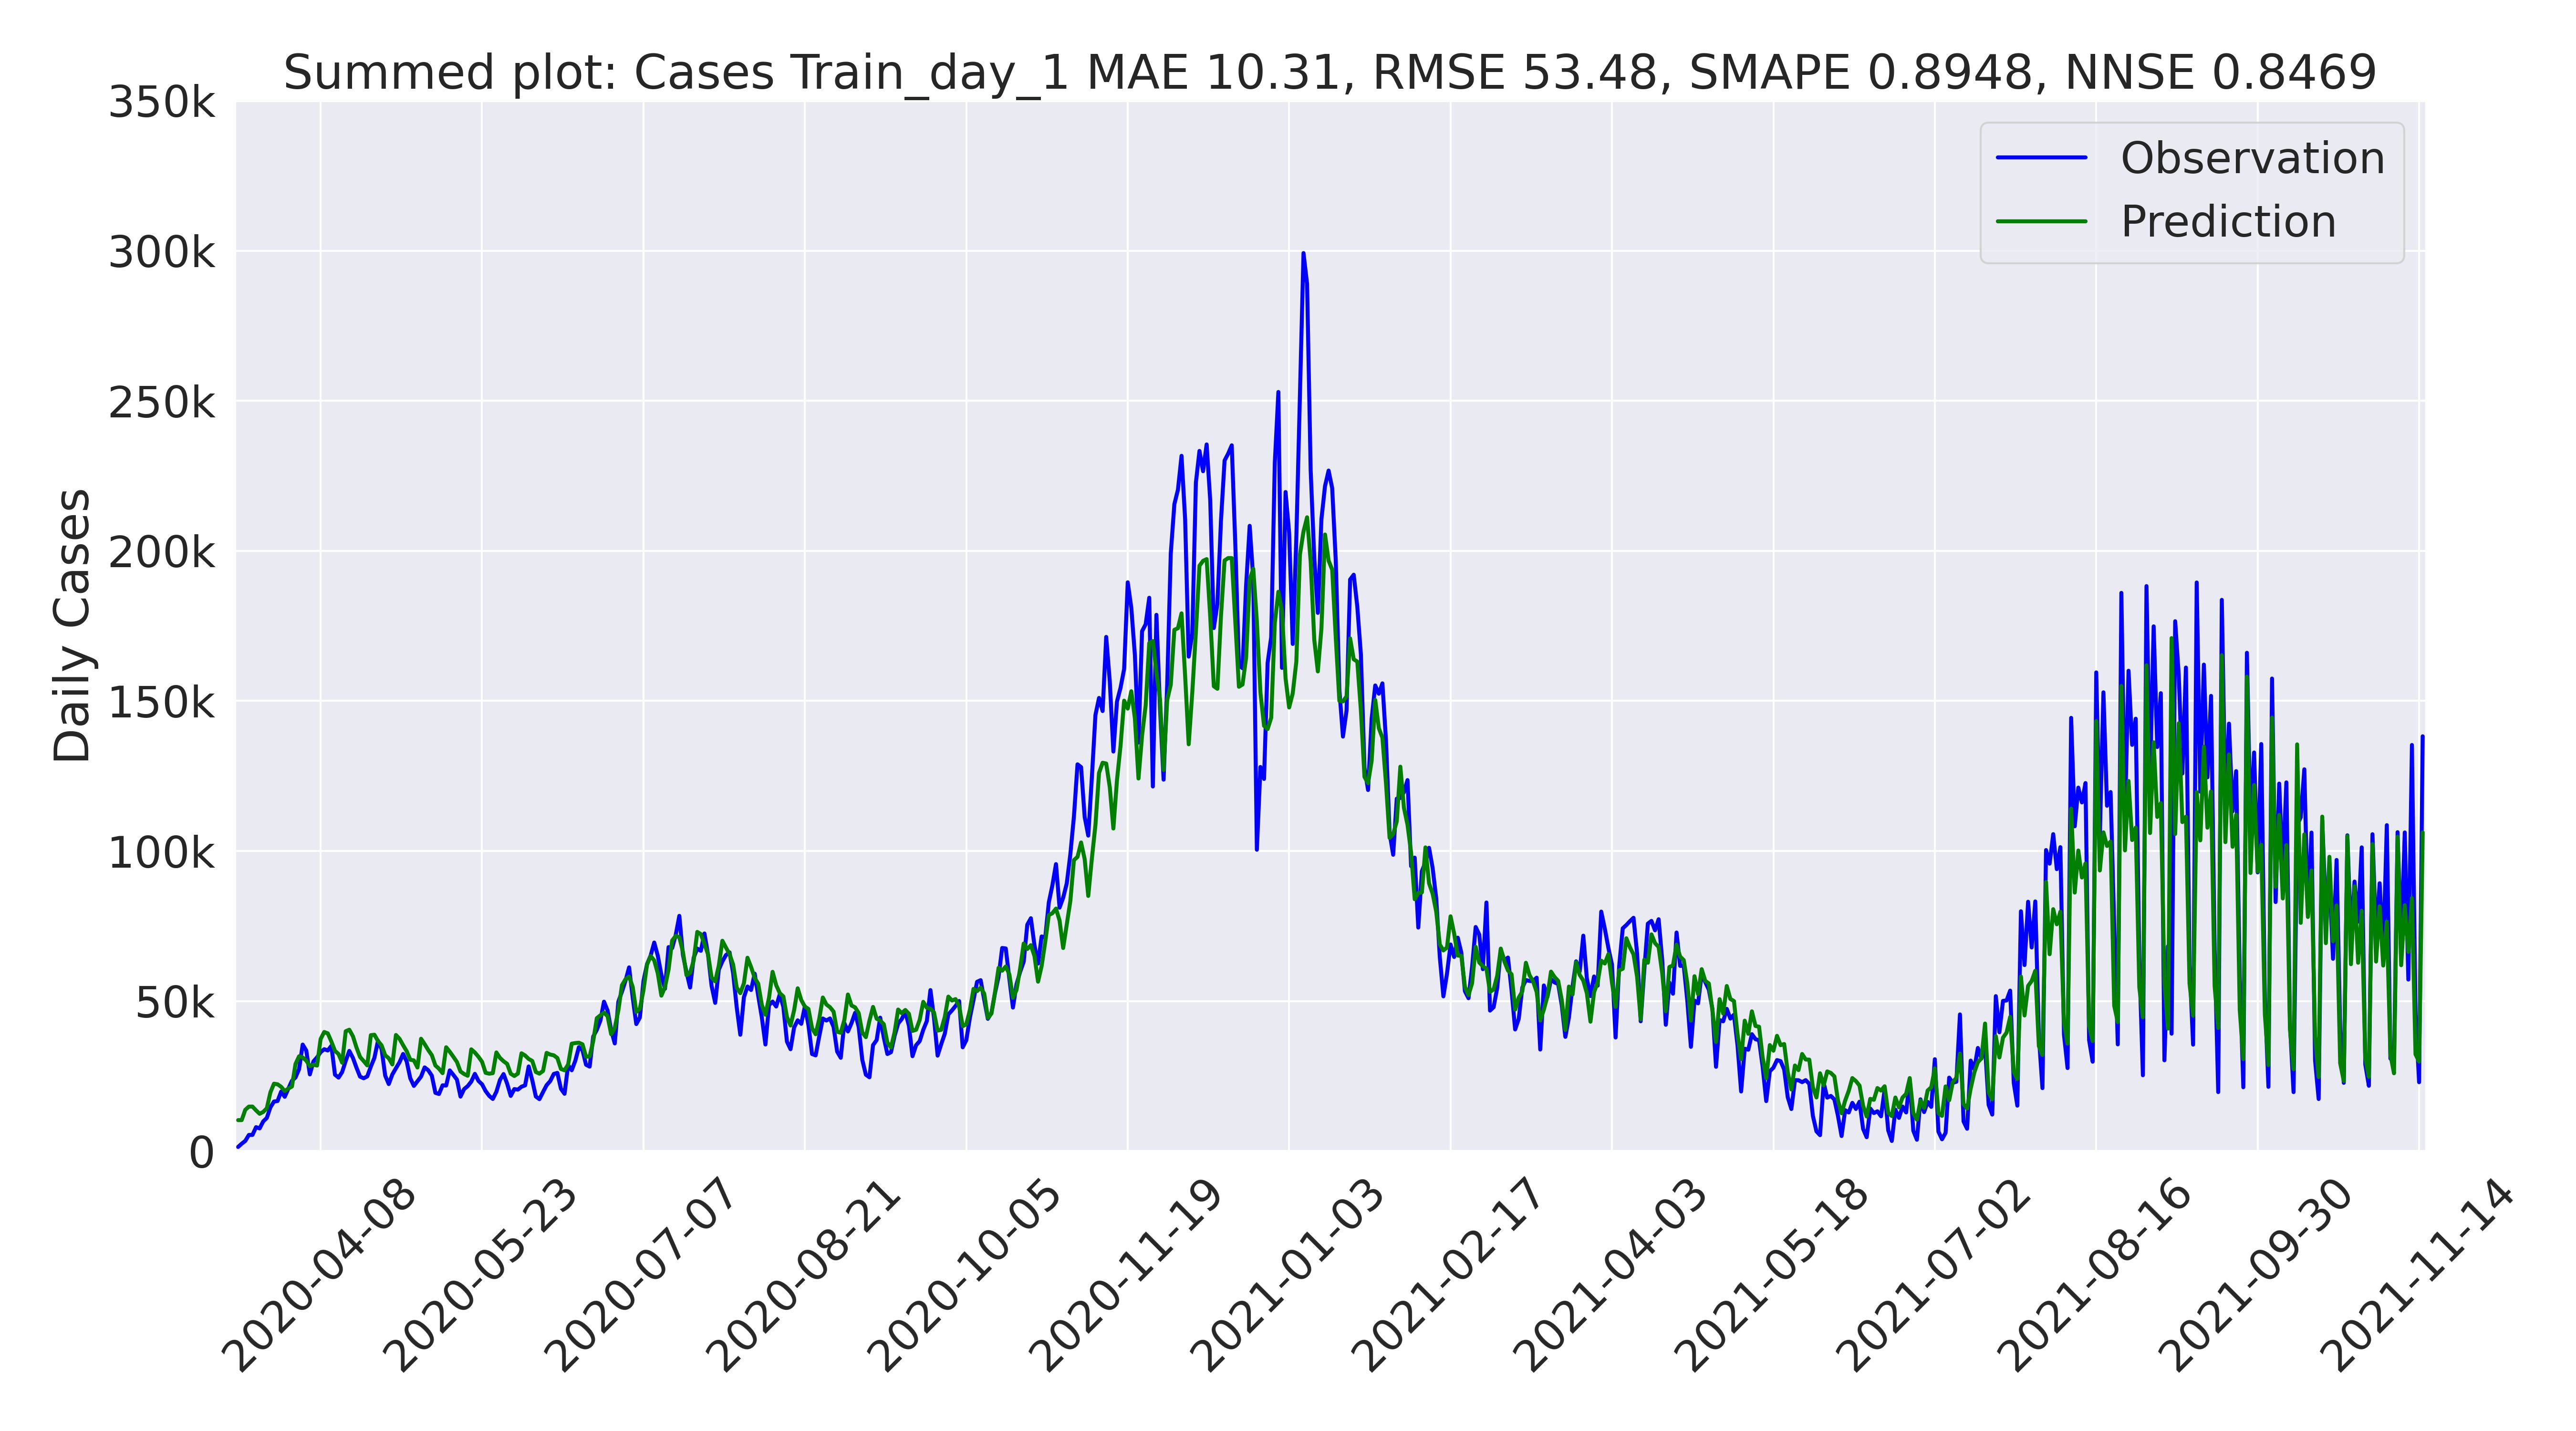 Summed plot: Cases Train_day_1 MAE 10.31, RMSE 53.48, SMAPE 0.8948, NNSE 0.8469
350k
300k
250k
200k
150k
100k
50k
0
Daily Cases
Observation
Prediction
2020-04-08
2020-05-23
2020-07-07
2020-08-21
2020-10-05
2020-11-19
2021-01-03
2021-02-17
2021-04-03
2021-05-18
2021-07-02
2021-08-16
2021-09-30
2021-11-14